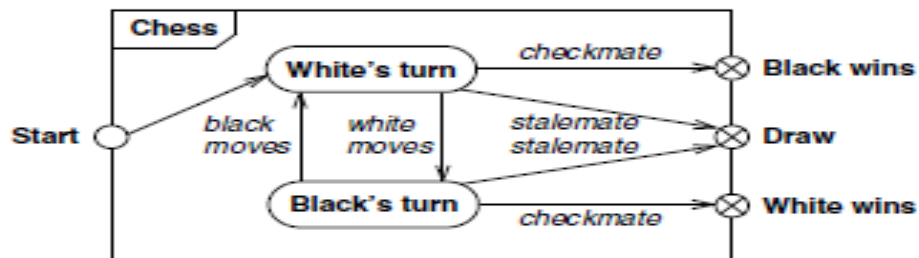 Chess
White's turn
checkmate
Black wins
Start
black
moves
white
moves
stalemate
stalemate
Draw
Black's turn
checkmate
White wins